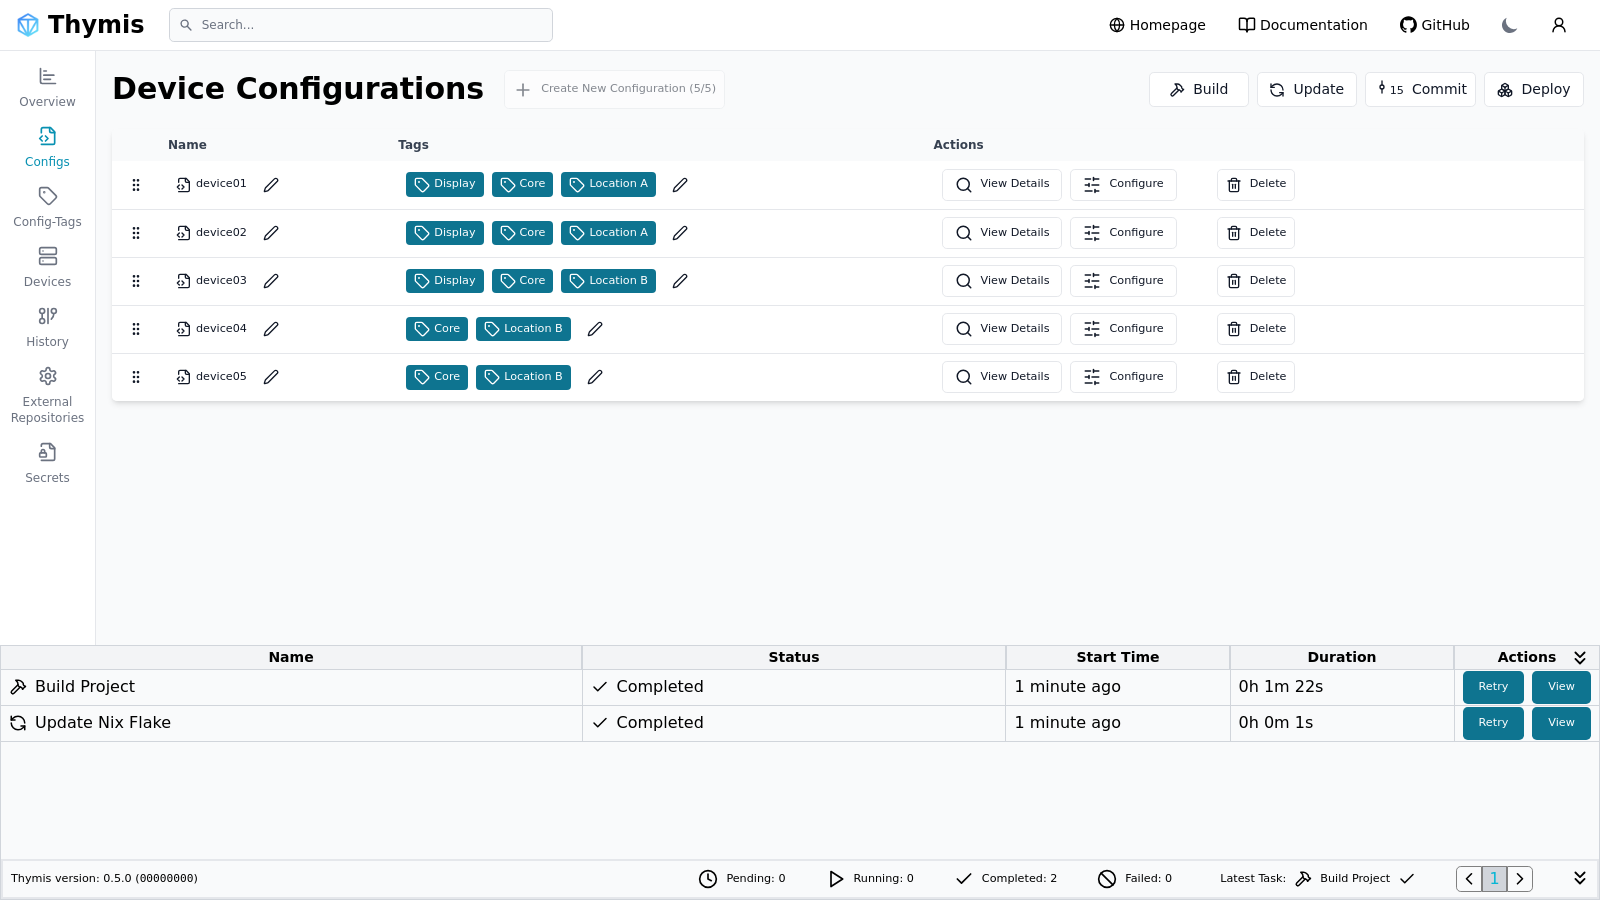 Thymis
Search...
Homepage
Documentation
GitHub
Overview
Configs
Config-Tags
Devices
History
External
Repositories
Secrets
Device Configurations
Create New Configuration (5/5)
Build
Update
15 Commit
Deploy
Name Tags Actions
device01 Display Core Location A View Details Configure Delete
device02 Display Core Location A View Details Configure Delete
device03 Display Core Location B View Details Configure Delete
device04 Core Location B View Details Configure Delete
device05 Core Location B View Details Configure Delete
Name Status Start Time Duration Actions
Build Project Completed 1 minute ago 0h 1m 22s Retry View
Update Nix Flake Completed 1 minute ago 0h 0m 1s Retry View
Thymis version: 0.5.0 (00000000) Pending: 0 Running: 0 Completed: 2 Failed: 0 Latest Task: Build Project 1